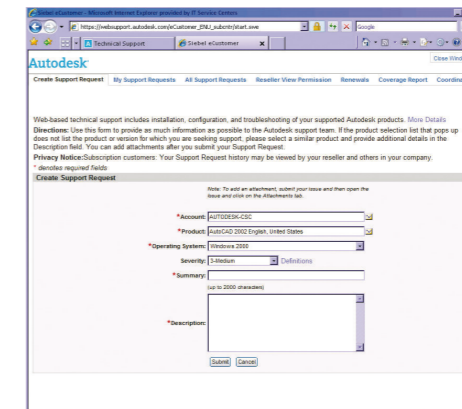 Siebel eCustomer - Microsoft Internet Explorer provided by IT Service Centers
https://websupport.autodesk.com/eCustomer_ENU_subcntr/start.swe
Google
Technical Support
Siebel eCustomer
Close Wind
Autodesk
Create Support Request My Support Requests All Support Requests Reseller View Permission Renewals Coverage Report Coordina
Web-based technical support includes installation, configuration, and troubleshooting of your supported Autodesk products. More Details
Directions: Use this form to provide as much information as possible to the Autodesk support team. If the product selection list that pops up
does not list the product or version for which you are seeking support, please select a similar product and provide additional details in the
Description field. You can add attachments after you submit your Support Request.
Privacy Notice:Subscription customers: Your Support Request history may be viewed by your reseller and others in your company.
* denotes required fields
Create Support Request
Note: To add an attachment, submit your issue and then open the
issue and click on the Attachments tab.
*Account: AUTODESK-CSC
*Product: AutoCAD 2002 English, United States
*Operating System: Windows 2000
Severity: 3-Medium Definitions
*Summary:
(up to 2000 characters)
*Description:
Submit Cancel